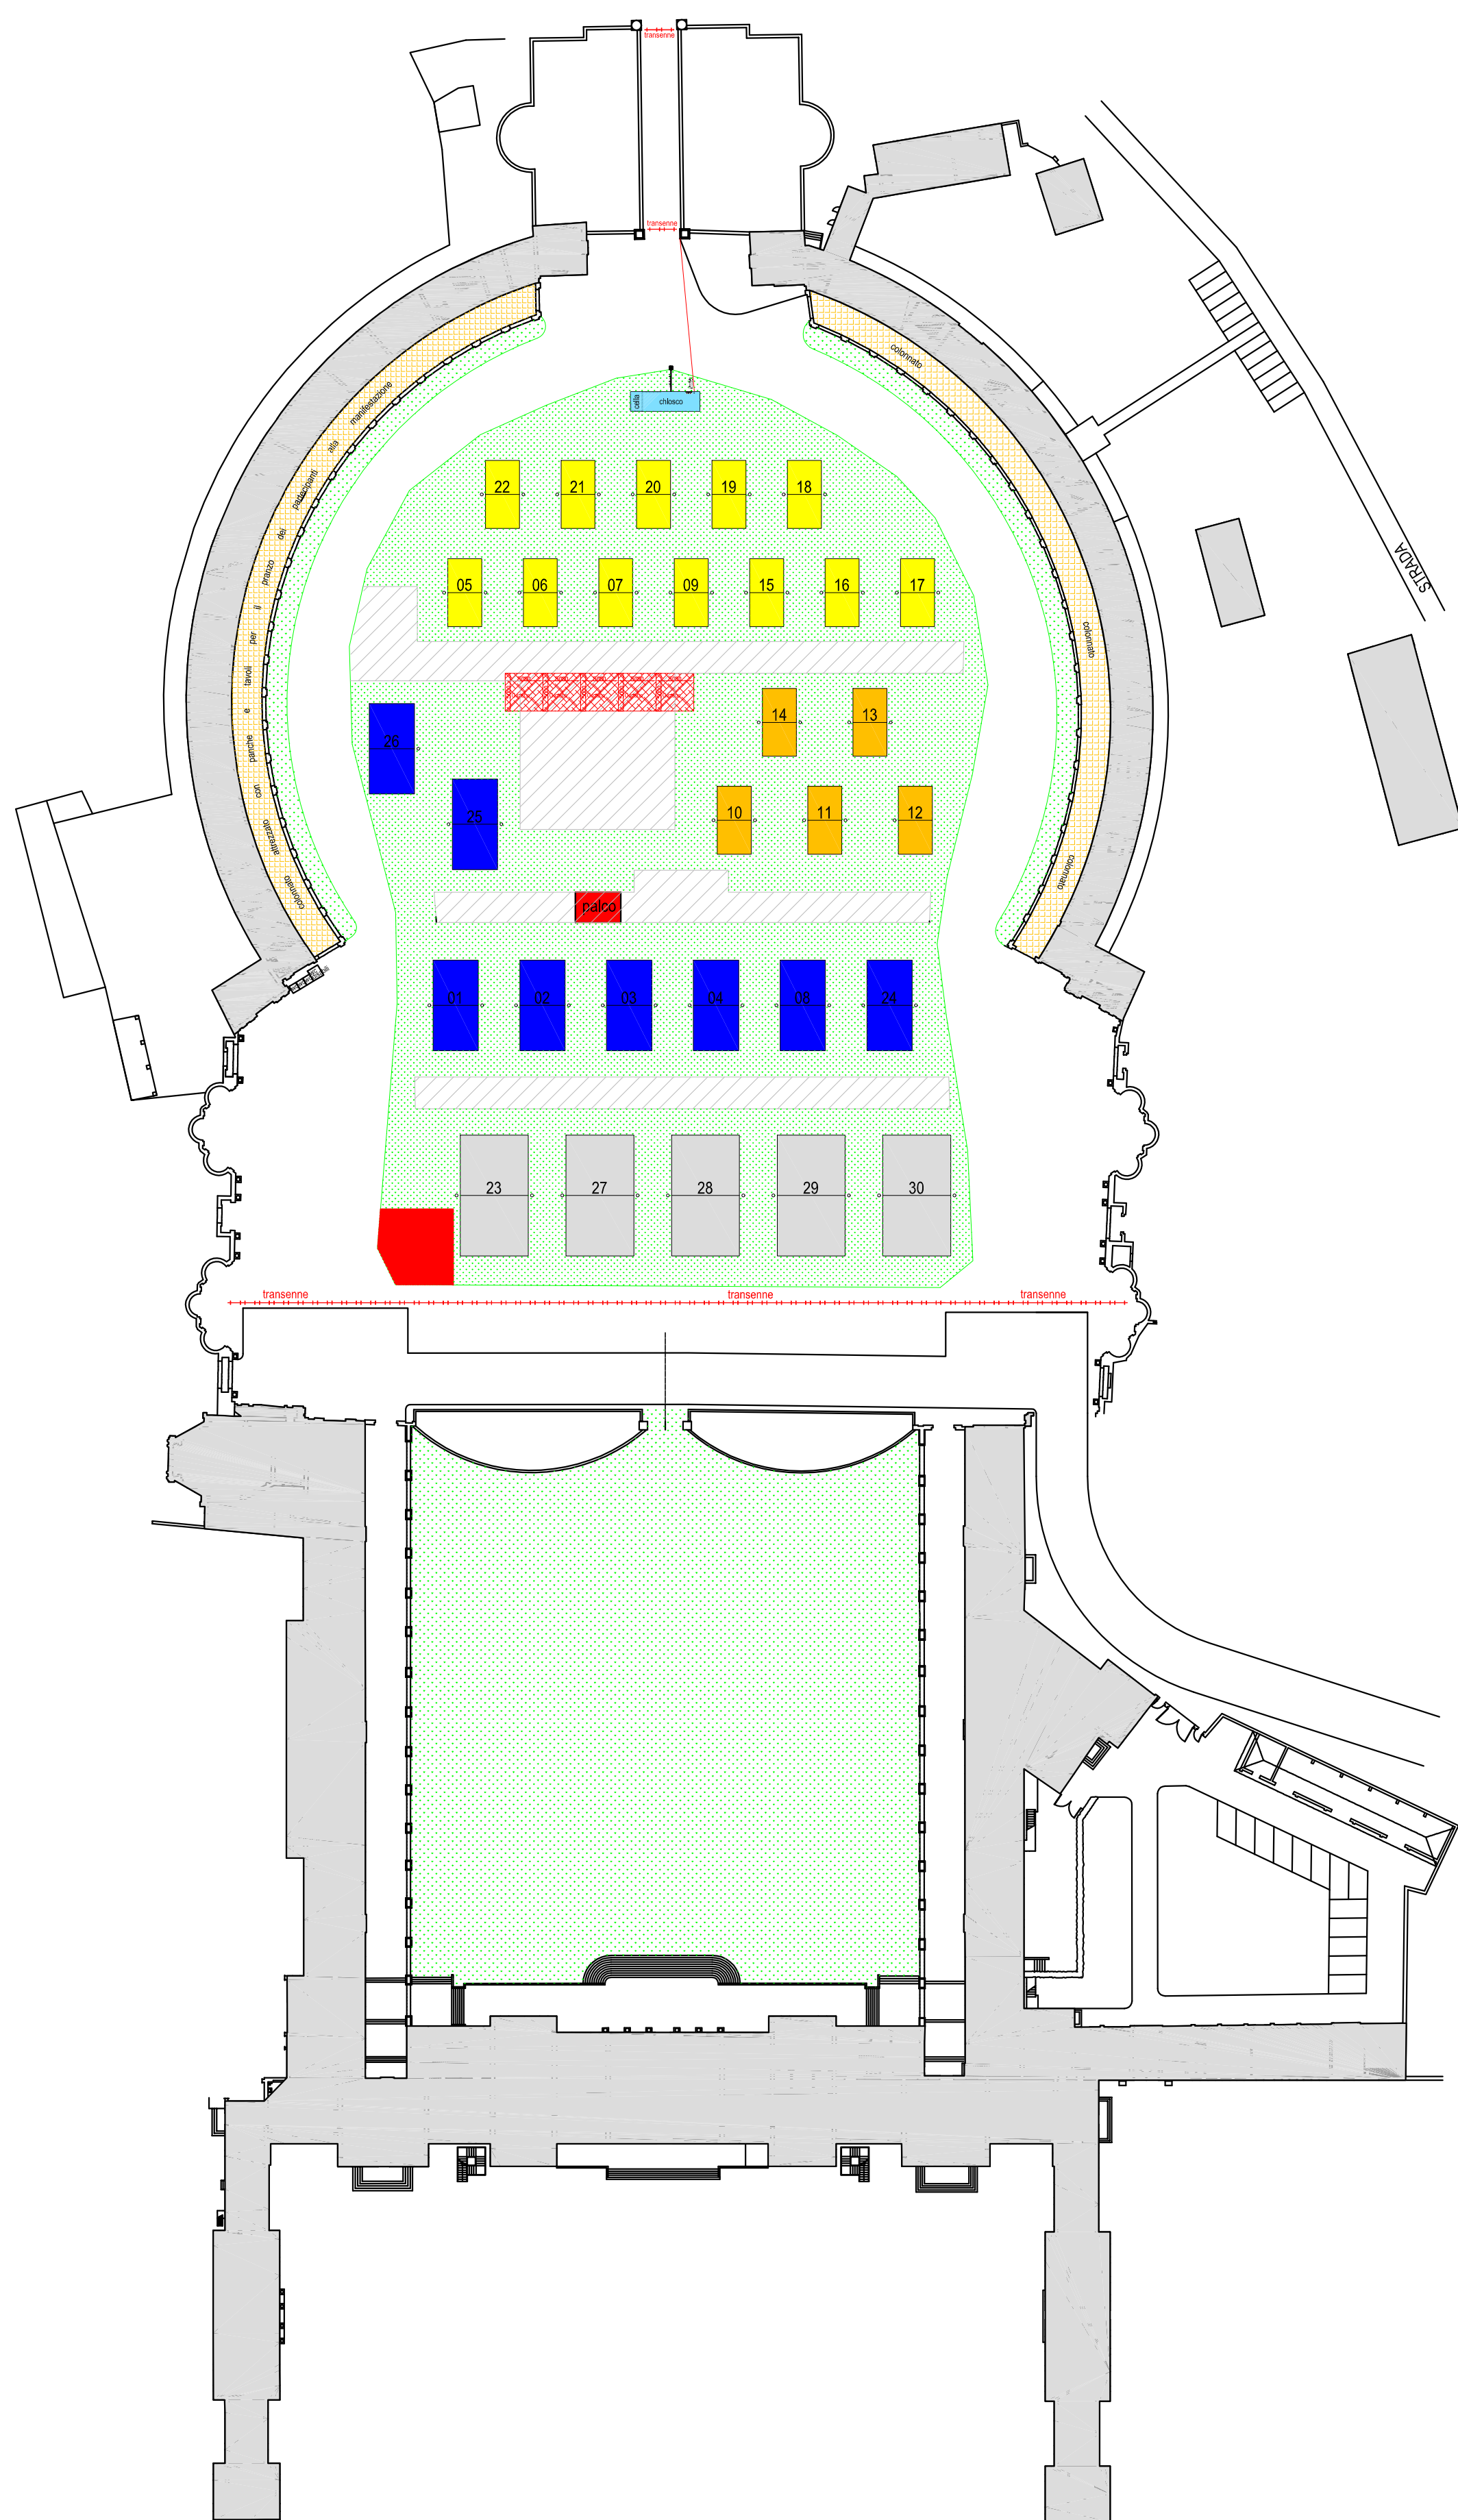 transenne
transenne
cella
chiosco
colonnato attrezzato con panche e tavoli per il pranzo dei partecipanti alla manifestazione
colonnato
colonnato
colonnato
STRADA
22 21 20 19 18
05 06 07 09 15 16 17
14 13
26
25
10 11 12
palco
01 02 03 04 08 24
23 27 28 29 30
transenne transenne transenne